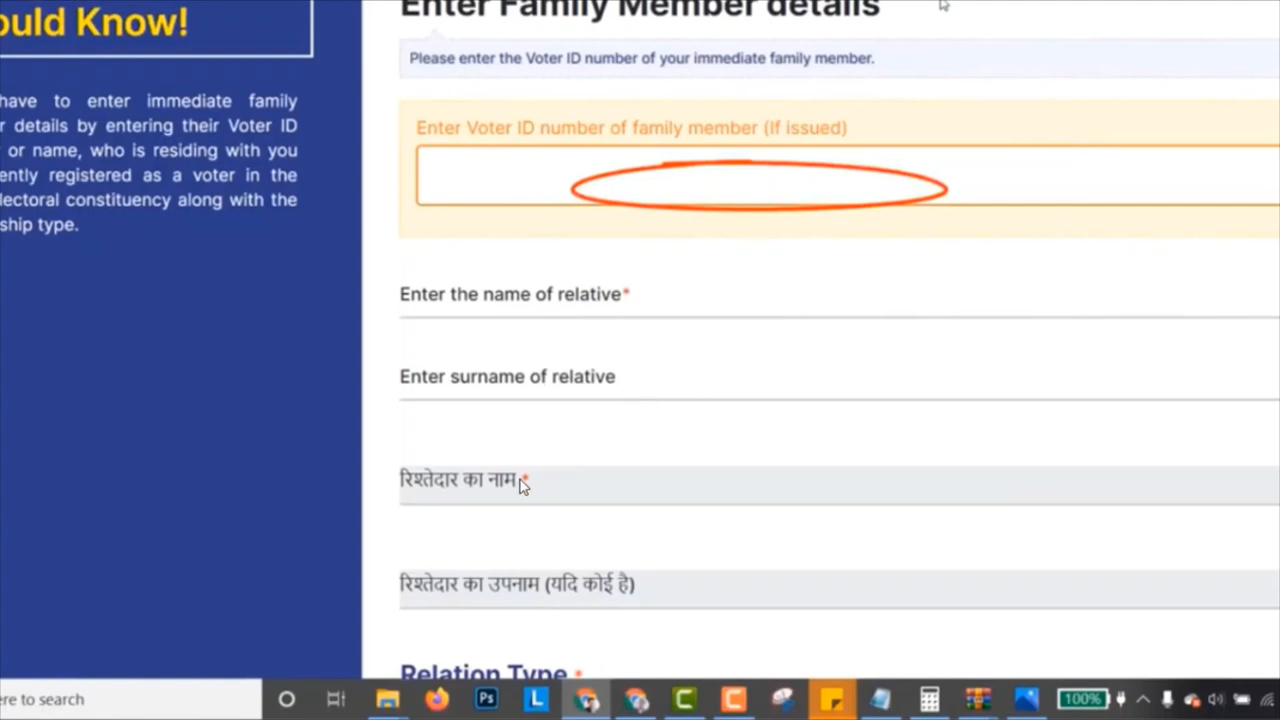 ould Know!
have to enter immediate family
r details by entering their Voter ID
or name, who is residing with you
ently registered as a voter in the
lectoral constituency along with the
ship type.
Enter Family Member details
Please enter the Voter ID number of your immediate family member.
Enter Voter ID number of family member (If issued)
Enter the name of relative*
Enter surname of relative
रिश्तेदार का नाम *
रिश्तेदार का उपनाम (यदि कोई है)
Relation Type *
ere to search
Ps
L
C
C
100%